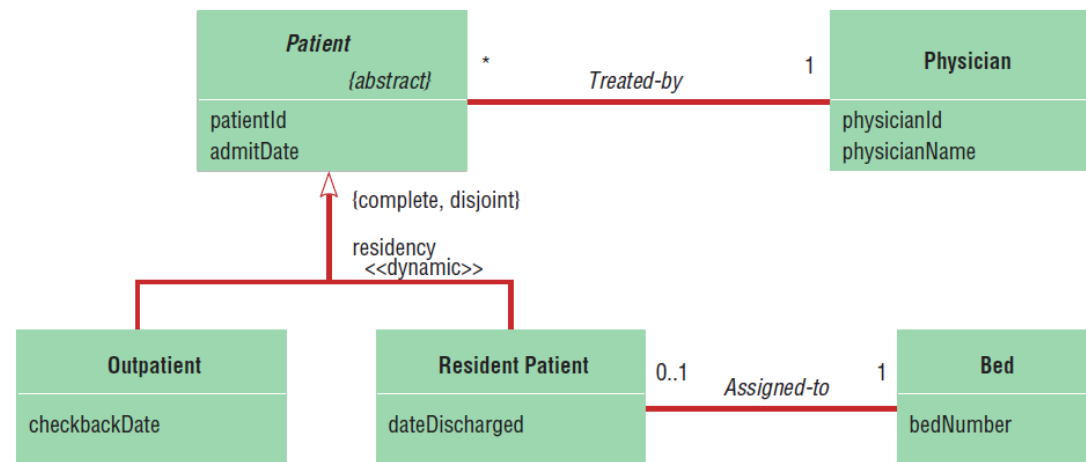 Patient
{abstract}
patientId
admitDate
*
Treated-by
1
Physician
physicianId
physicianName
{complete, disjoint}
residency
<<dynamic>>
Outpatient
checkbackDate
Resident Patient
dateDischarged
0..1
Assigned-to
1
Bed
bedNumber